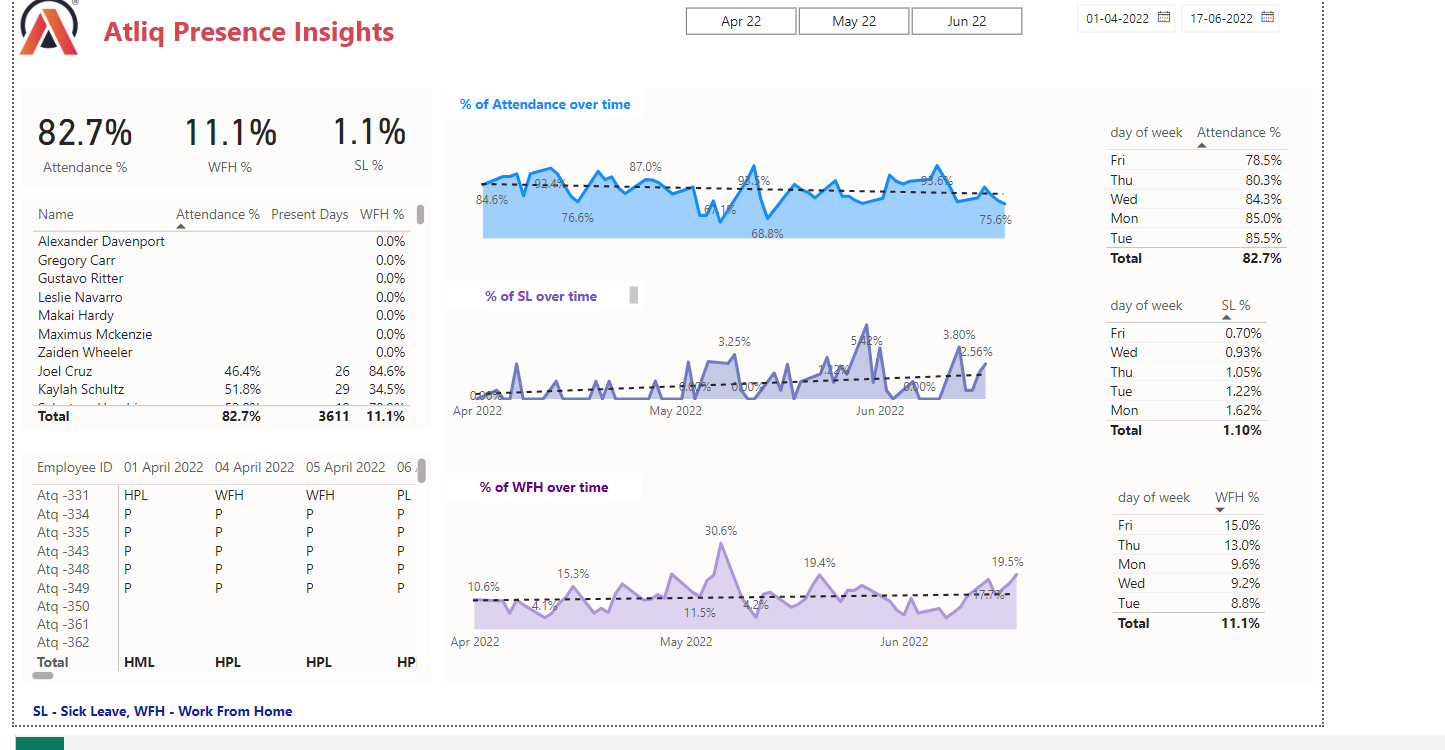 Atliq Presence Insights
Apr 22 May 22 Jun 22
01-04-2022 17-06-2022
82.7% 11.1% 1.1%
Attendance % WFH % SL %
Name Attendance % Present Days WFH %
Alexander Davenport 0.0%
Gregory Carr 0.0%
Gustavo Ritter 0.0%
Leslie Navarro 0.0%
Makai Hardy 0.0%
Maximus Mckenzie 0.0%
Zaiden Wheeler 0.0%
Joel Cruz 46.4% 26 84.6%
Kaylah Schultz 51.8% 29 34.5%
Total 82.7% 3611 11.1%
Employee ID 01 April 2022 04 April 2022 05 April 2022 06
Atq -331 HPL WFH WFH PL
Atq -334 P P P P
Atq -335 P P P P
Atq -343 P P P P
Atq -348 P P P P
Atq -349 P P P P
Atq -350
Atq -361
Atq -362
Total HML HPL HPL HP
% of Attendance over time
84.6% 92.4% 76.6% 87.0% 67.1% 93.5% 68.8% 93.6% 75.6%
day of week Attendance %
Fri 78.5%
Thu 80.3%
Wed 84.3%
Mon 85.0%
Tue 85.5%
Total 82.7%
% of SL over time
0.00% 0.00% 3.25% 0.00% 1.22% 5.42% 0.00% 3.80% 2.56%
Apr 2022 May 2022 Jun 2022
day of week SL %
Fri 0.70%
Wed 0.93%
Thu 1.05%
Tue 1.22%
Mon 1.62%
Total 1.10%
% of WFH over time
10.6% 4.1% 15.3% 11.5% 30.6% 4.2% 19.4% 17.7% 19.5%
Apr 2022 May 2022 Jun 2022
day of week WFH %
Fri 15.0%
Thu 13.0%
Mon 9.6%
Wed 9.2%
Tue 8.8%
Total 11.1%
SL - Sick Leave, WFH - Work From Home